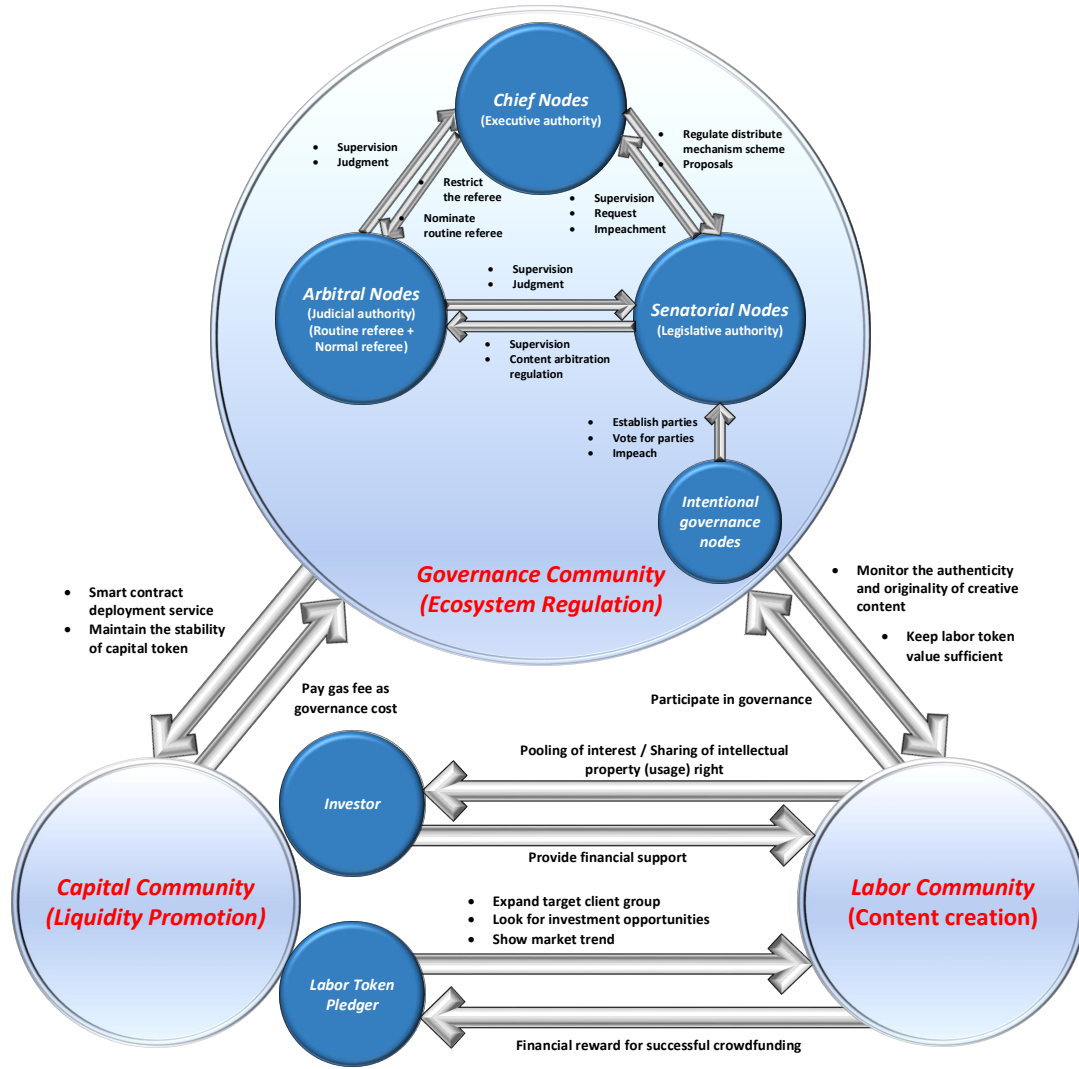 Chief Nodes
(Executive authority)
• Supervision
• Judgment
• Regulate distribute
mechanism scheme
• Proposals
• Restrict
the referee
• Nominate
routine referee
• Supervision
• Request
• Impeachment
Arbitral Nodes
(Judicial authority)
(Routine referee +
Normal referee)
• Supervision
• Judgment
Senatorial Nodes
(Legislative authority)
• Supervision
• Content arbitration
regulation
• Establish parties
• Vote for parties
• Impeach
Intentional
governance
nodes
Governance Community
(Ecosystem Regulation)
• Smart contract
deployment service
• Maintain the stability
of capital token
• Monitor the authenticity
and originality of creative
content
• Keep labor token
value sufficient
Pay gas fee as
governance cost
Participate in governance
Pooling of interest / Sharing of intellectual
property (usage) right
Investor
Provide financial support
Capital Community
(Liquidity Promotion)
Labor Community
(Content creation)
• Expand target client group
• Look for investment opportunities
• Show market trend
Labor Token
Pledger
Financial reward for successful crowdfunding